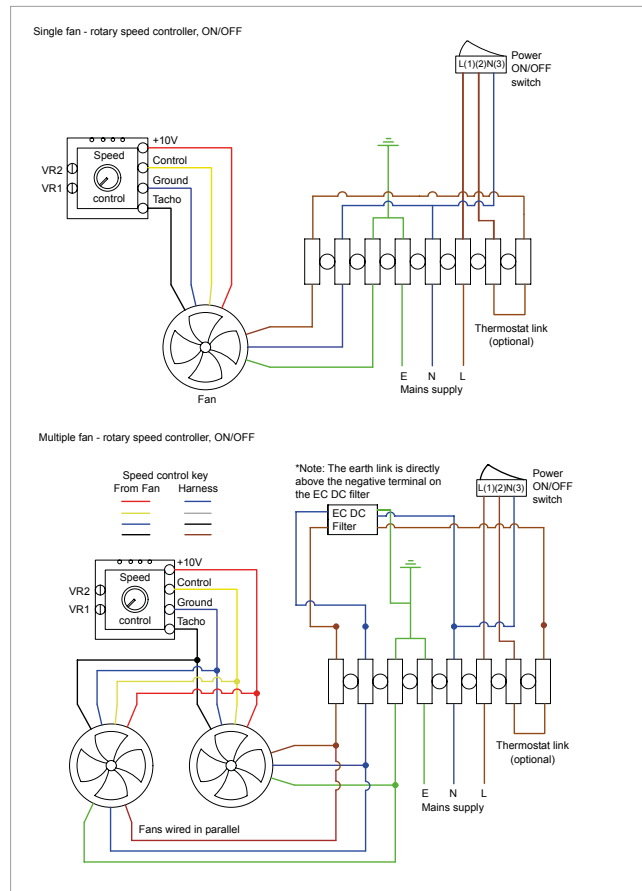 Single fan - rotary speed controller, ON/OFF
L(1)(2)N(3)
Power
ON/OFF
switch
+10V
Control
Ground
Tacho
VR2
VR1
Speed
control
Fan
Thermostat link
(optional)
E N L
Mains supply
Multiple fan - rotary speed controller, ON/OFF
Speed control key
From Fan Harness
*Note: The earth link is directly
above the negative terminal on
the EC DC filter
EC DC
Filter
L(1)(2)N(3)
Power
ON/OFF
switch
+10V
Control
Ground
Tacho
VR2
VR1
Speed
control
Thermostat link
(optional)
E N L
Mains supply
Fans wired in parallel